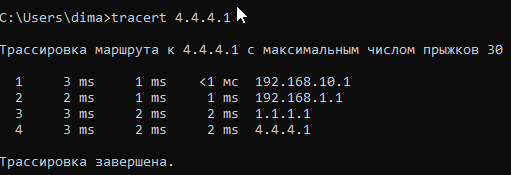 C:\Users\dima>tracert 4.4.4.1
Трассировка маршрута к 4.4.4.1 с максимальным числом прыжков 30
1 3 ms 1 ms <1 мс 192.168.10.1
2 2 ms 1 ms 1 ms 192.168.1.1
3 3 ms 2 ms 2 ms 1.1.1.1
4 3 ms 2 ms 2 ms 4.4.4.1
Трассировка завершена.